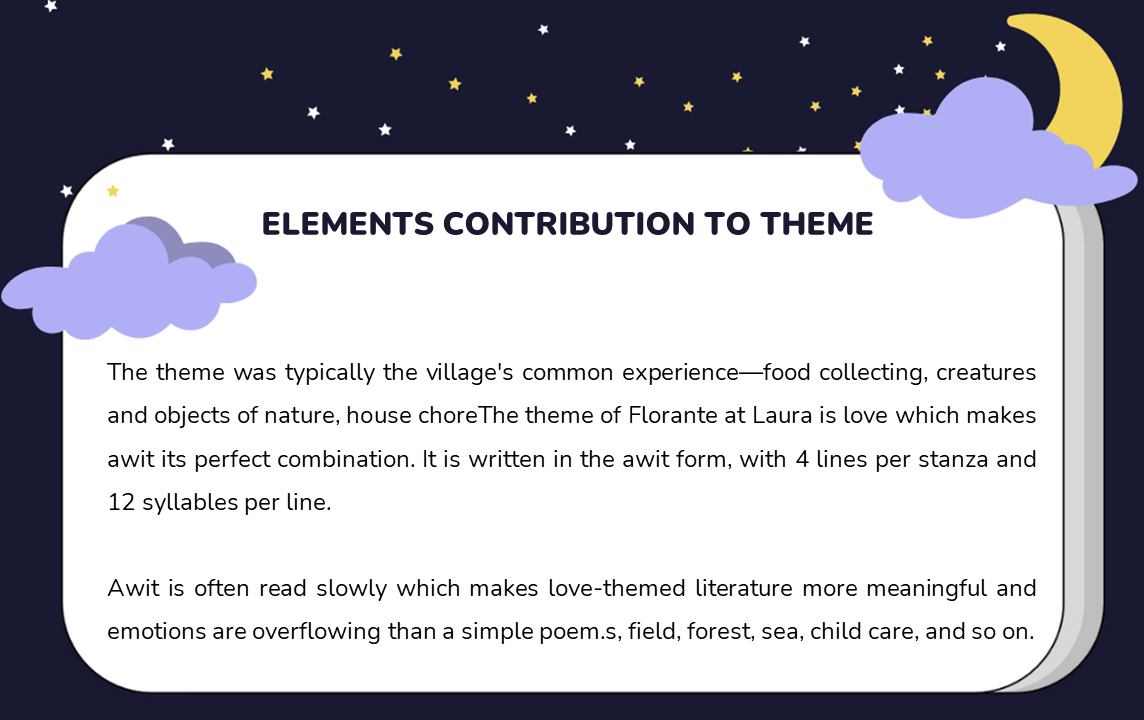 ELEMENTS CONTRIBUTION TO THEME
The theme was typically the village's common experience—food collecting, creatures
and objects of nature, house choreThe theme of Florante at Laura is love which makes
awit its perfect combination. It is written in the awit form, with 4 lines per stanza and
12 syllables per line.
Awit is often read slowly which makes love-themed literature more meaningful and
emotions are overflowing than a simple poem.s, field, forest, sea, child care, and so on.